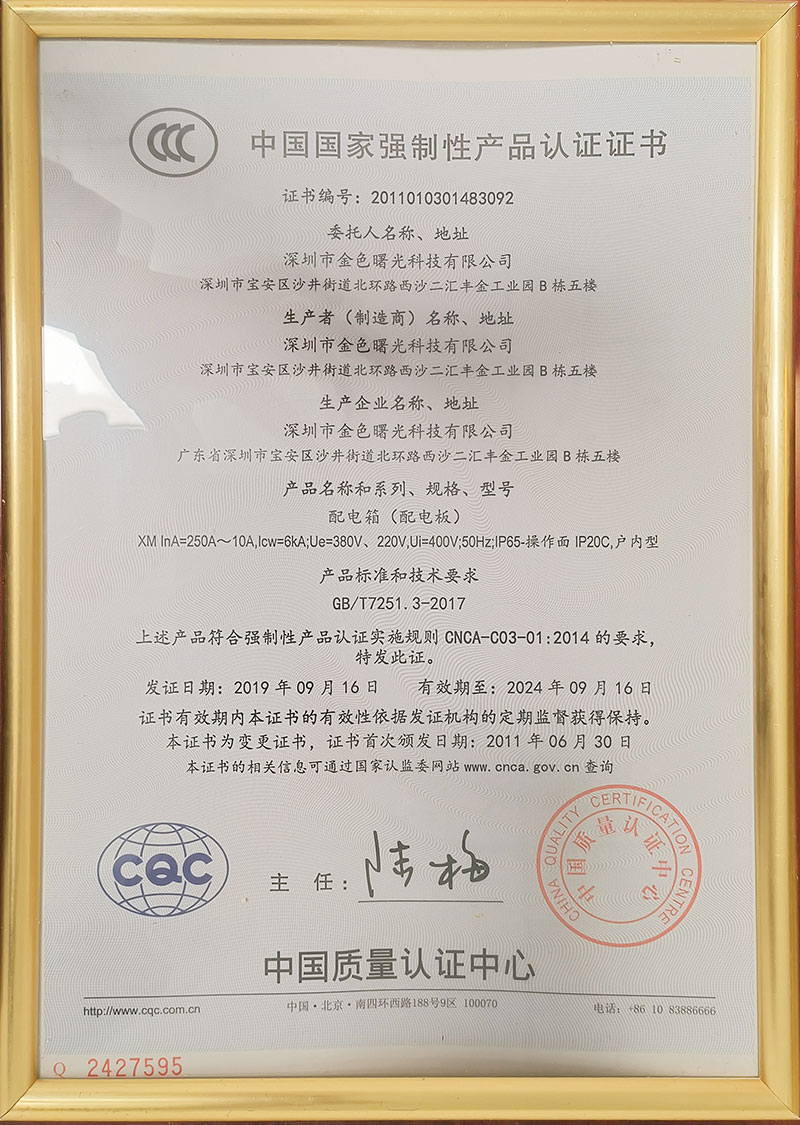 CCC
中国国家强制性产品认证证书
证书编号：2011010301483092
委托人名称、地址
深圳市金色曙光科技有限公司
深圳市宝安区沙井街道北环路西沙二汇丰金工业园 B 栋五楼
生产者（制造商）名称、地址
深圳市金色曙光科技有限公司
深圳市宝安区沙井街道北环路西沙二汇丰金工业园 B 栋五楼
生产企业名称、地址
深圳市金色曙光科技有限公司
广东省深圳市宝安区沙井街道北环路西沙二汇丰金工业园 B 栋五楼
产品名称和系列、规格、型号
配电箱（配电板）
XM InA=250A～10A,Icw=6kA;Ue=380V、220V,Ui=400V;50Hz;IP65-操作面 IP20C,户内型
产品标准和技术要求
GB/T7251.3-2017
上述产品符合强制性产品认证实施规则 CNCA-C03-01:2014 的要求，
特发此证。
发证日期：2019 年 09 月 16 日 有效期至：2024 年 09 月 16 日
证书有效期内本证书的有效性依据发证机构的定期监督获得保持。
本证书为变更证书，证书首次颁发日期：2011 年 06 月 30 日
本证书的相关信息可通过国家认监委网站 www.cnca.gov.cn 查询
CQC
主 任：
陆梅
CHINA QUALITY CERTIFICATION CENTRE
中国质量认证中心
中国质量认证中心
http://www.cqc.com.cn
中国·北京·南四环西路188号9区 100070
电话：+86 10 83886666
Q 2427595